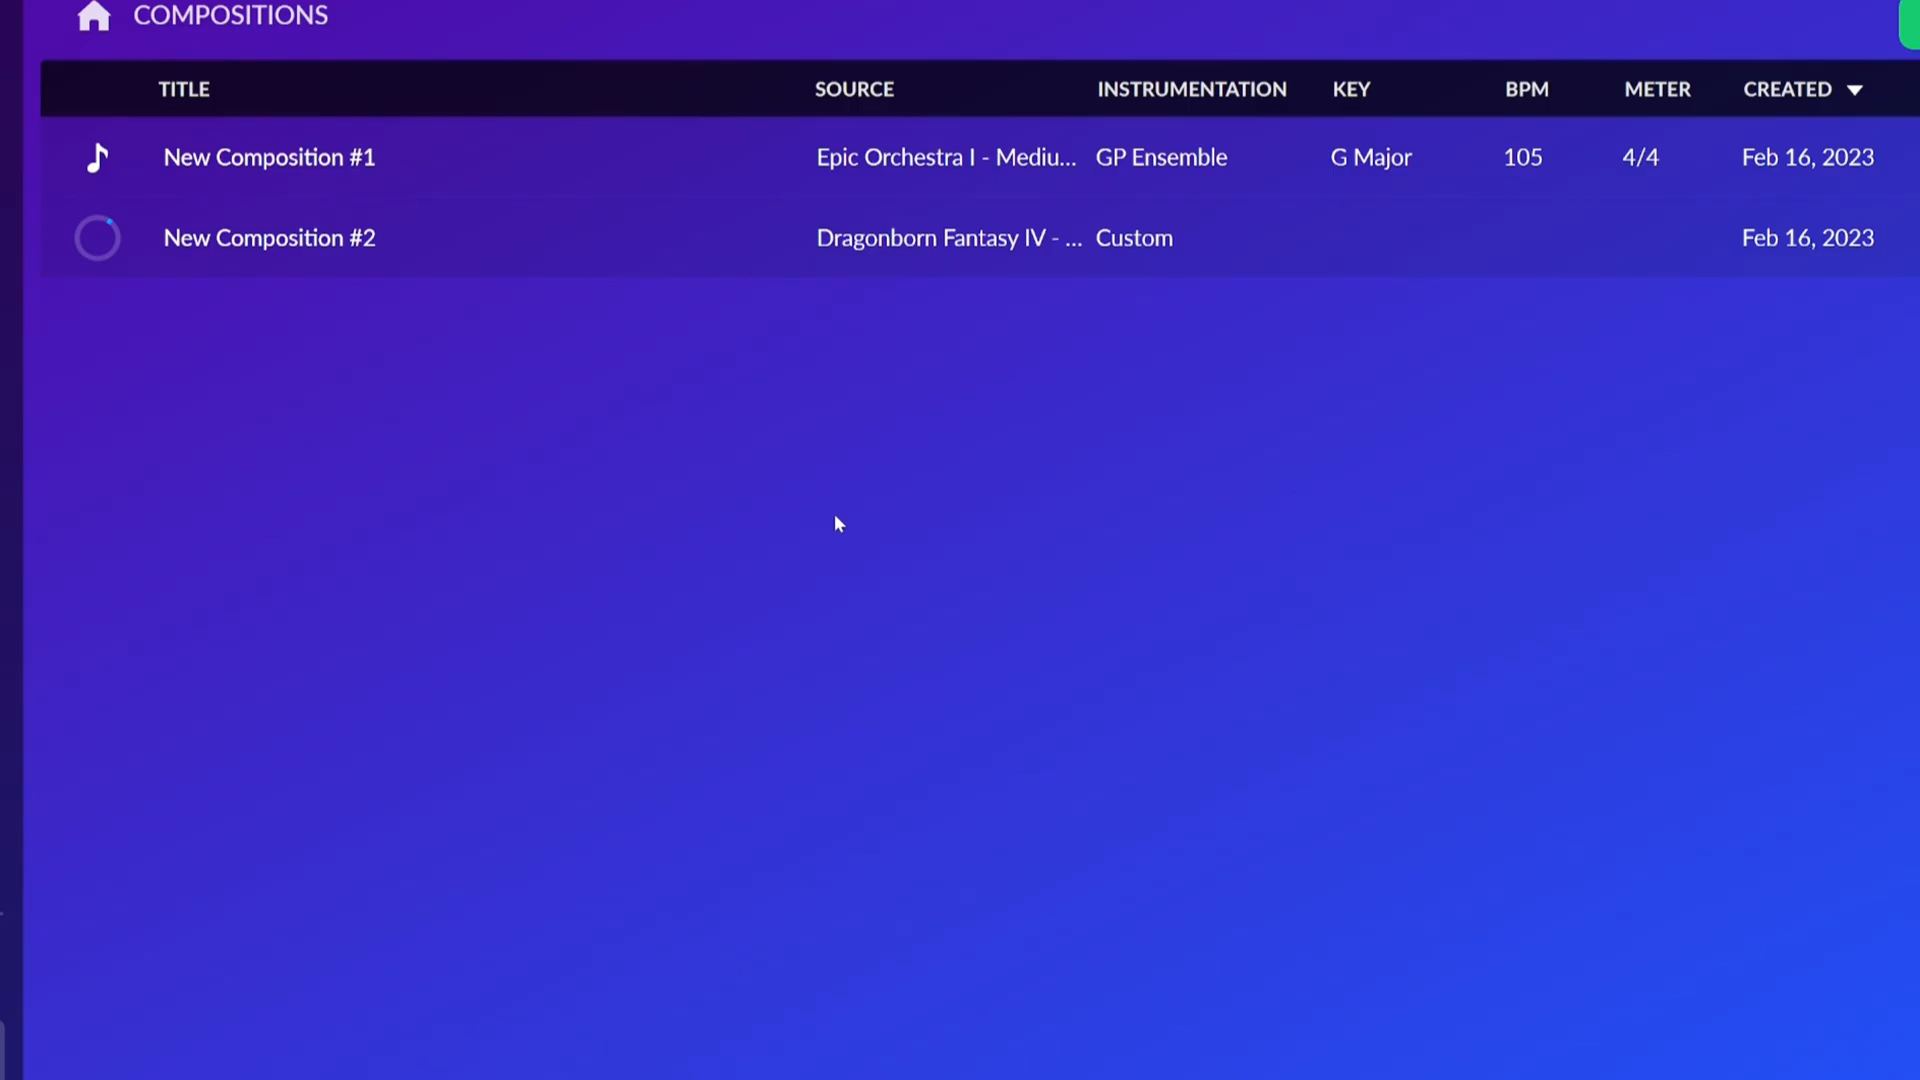 COMPOSITIONS
TITLE SOURCE INSTRUMENTATION KEY BPM METER CREATED
New Composition #1 Epic Orchestra I - Mediu... GP Ensemble G Major 105 4/4 Feb 16, 2023
New Composition #2 Dragonborn Fantasy IV - ... Custom Feb 16, 2023